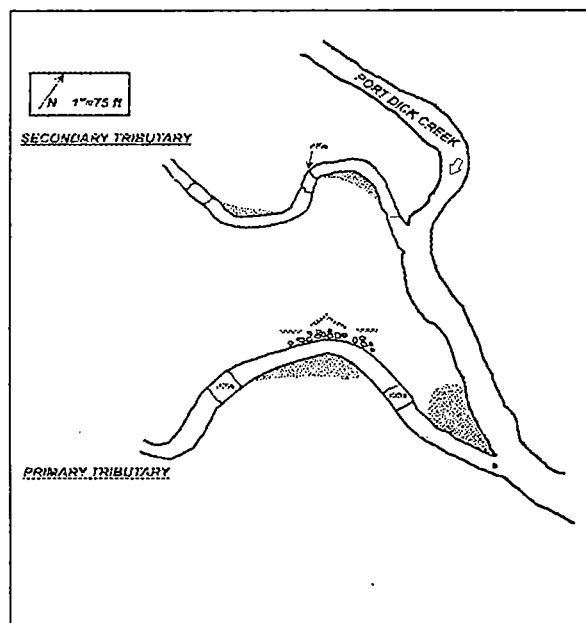 N 1"=75 ft
SECONDARY TRIBUTARY
PORT DICK CREEK
PRIMARY TRIBUTARY